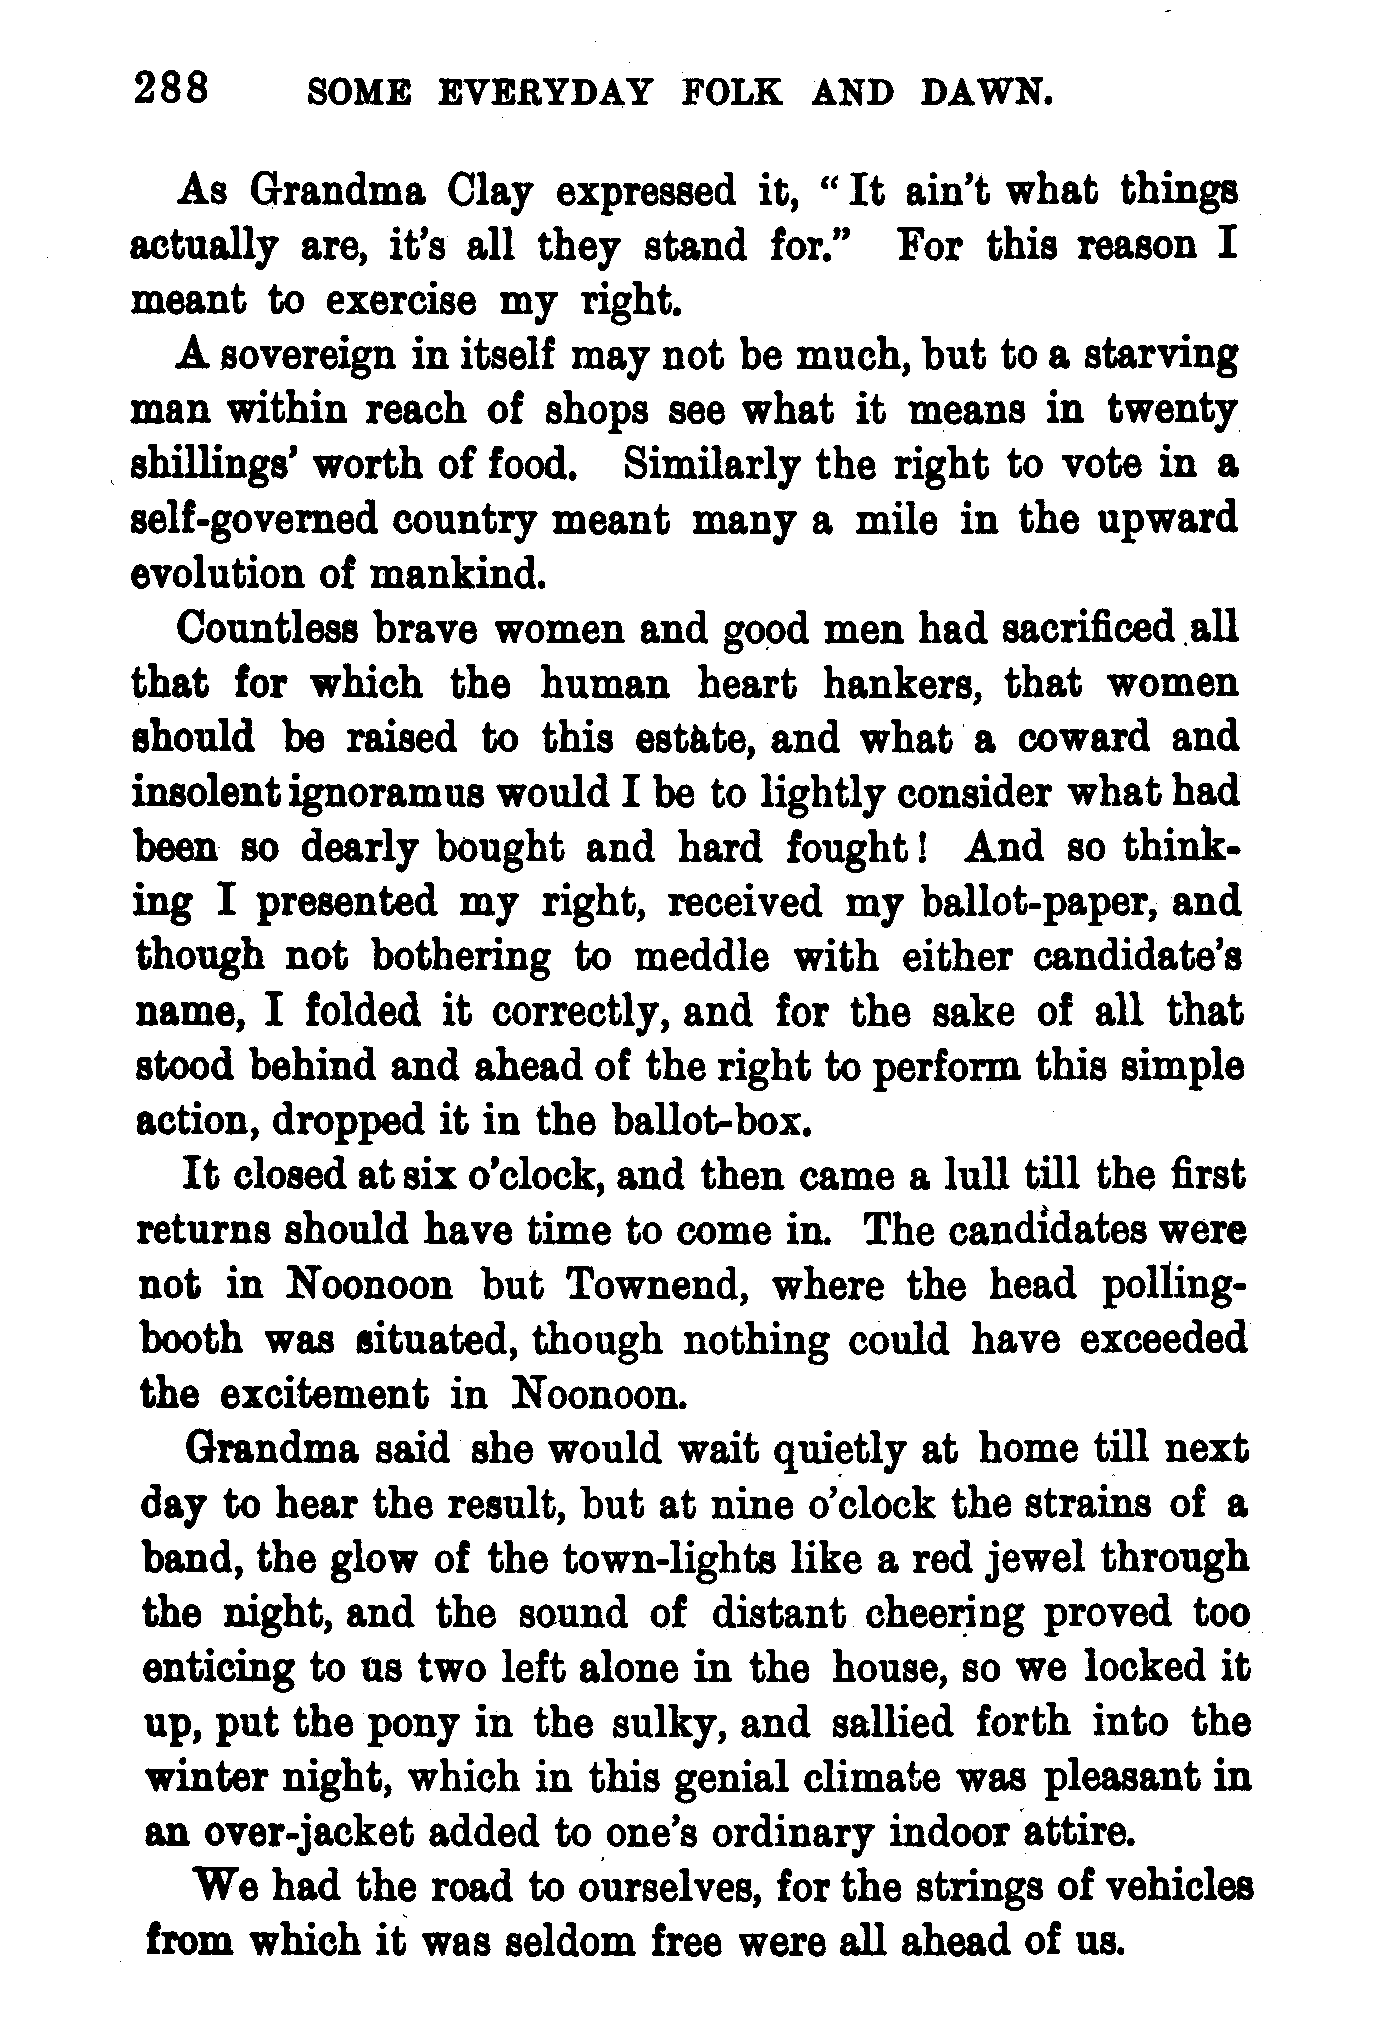 288 SOME EVERYDAY FOLK AND DAWN.
As Grandma Clay expressed it, “It ain't what things
actually are, it's all they stand for.” For this reason I
meant to exercise my right.
A sovereign in itself may not be much, but to a starving
man within reach of shops see what it means in twenty
shillings' worth of food. Similarly the right to vote in a
self-governed country meant many a mile in the upward
evolution of mankind.
Countless brave women and good men had sacrificed all
that for which the human heart hankers, that women
should be raised to this estate, and what a coward and
insolent ignoramus would I be to lightly consider what had
been so dearly bought and hard fought! And so think-
ing I presented my right, received my ballot-paper, and
though not bothering to meddle with either candidate's
name, I folded it correctly, and for the sake of all that
stood behind and ahead of the right to perform this simple
action, dropped it in the ballot-box.
It closed at six o'clock, and then came a lull till the first
returns should have time to come in. The candidates were
not in Noonoon but Townend, where the head polling-
booth was situated, though nothing could have exceeded
the excitement in Noonoon.
Grandma said she would wait quietly at home till next
day to hear the result, but at nine o'clock the strains of a
band, the glow of the town-lights like a red jewel through
the night, and the sound of distant cheering proved too
enticing to us two left alone in the house, so we locked it
up, put the pony in the sulky, and sallied forth into the
winter night, which in this genial climate was pleasant in
an over-jacket added to one's ordinary indoor attire.
We had the road to ourselves, for the strings of vehicles
from which it was seldom free were all ahead of us.